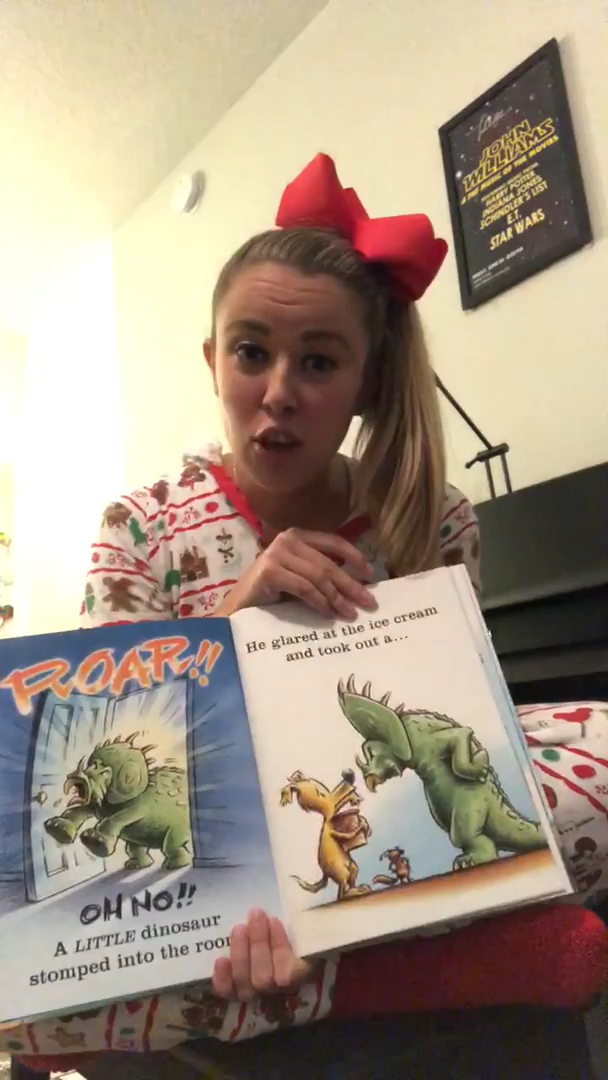 JOHN
WILLIAMS
& THE MUSIC OF THE MOVIES
HARRY POTTER
INDIANA JONES
SCHINDLER'S LIST
E.T.
STAR WARS
ROAR!!
OH NO!!
A LITTLE dinosaur
stomped into the roo
He glared at the ice cream
and took out a...